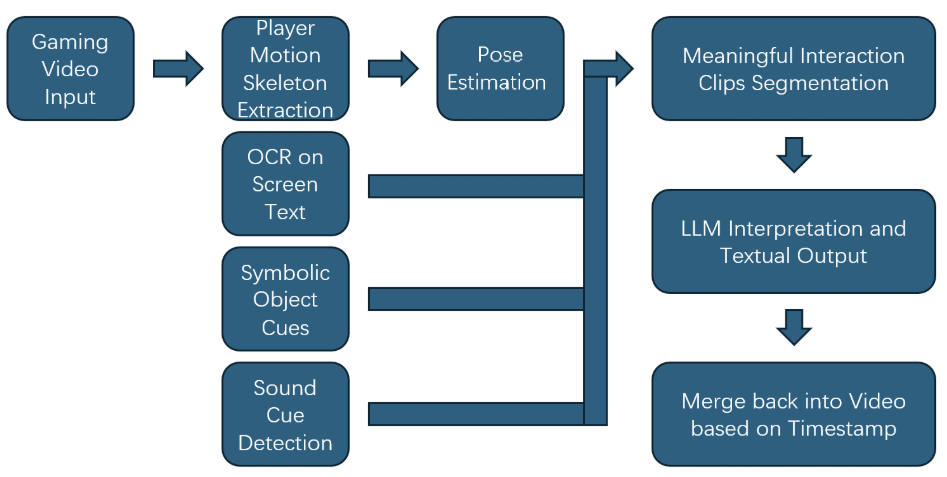 Gaming
Video
Input
Player
Motion
Skeleton
Extraction
Pose
Estimation
Meaningful Interaction
Clips Segmentation
OCR on
Screen
Text
LLM Interpretation and
Textual Output
Symbolic
Object
Cues
Sound
Cue
Detection
Merge back into Video
based on Timestamp